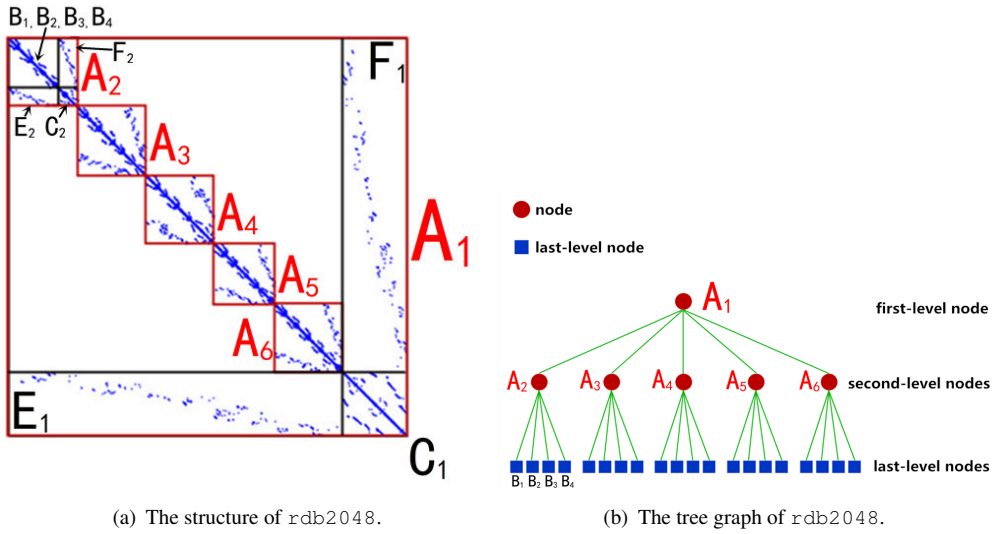 B₁, B₂, B₃, B₄
F₂
F₁
A₂
E₂ C₂
A₃
A₄
A₁
A₅
A₆
E₁
C₁
(a) The structure of rdb2048.
node
last-level node
A₁
first-level node
A₂ A₃ A₄ A₅ A₆ second-level nodes
last-level nodes
B₁ B₂ B₃ B₄
(b) The tree graph of rdb2048.